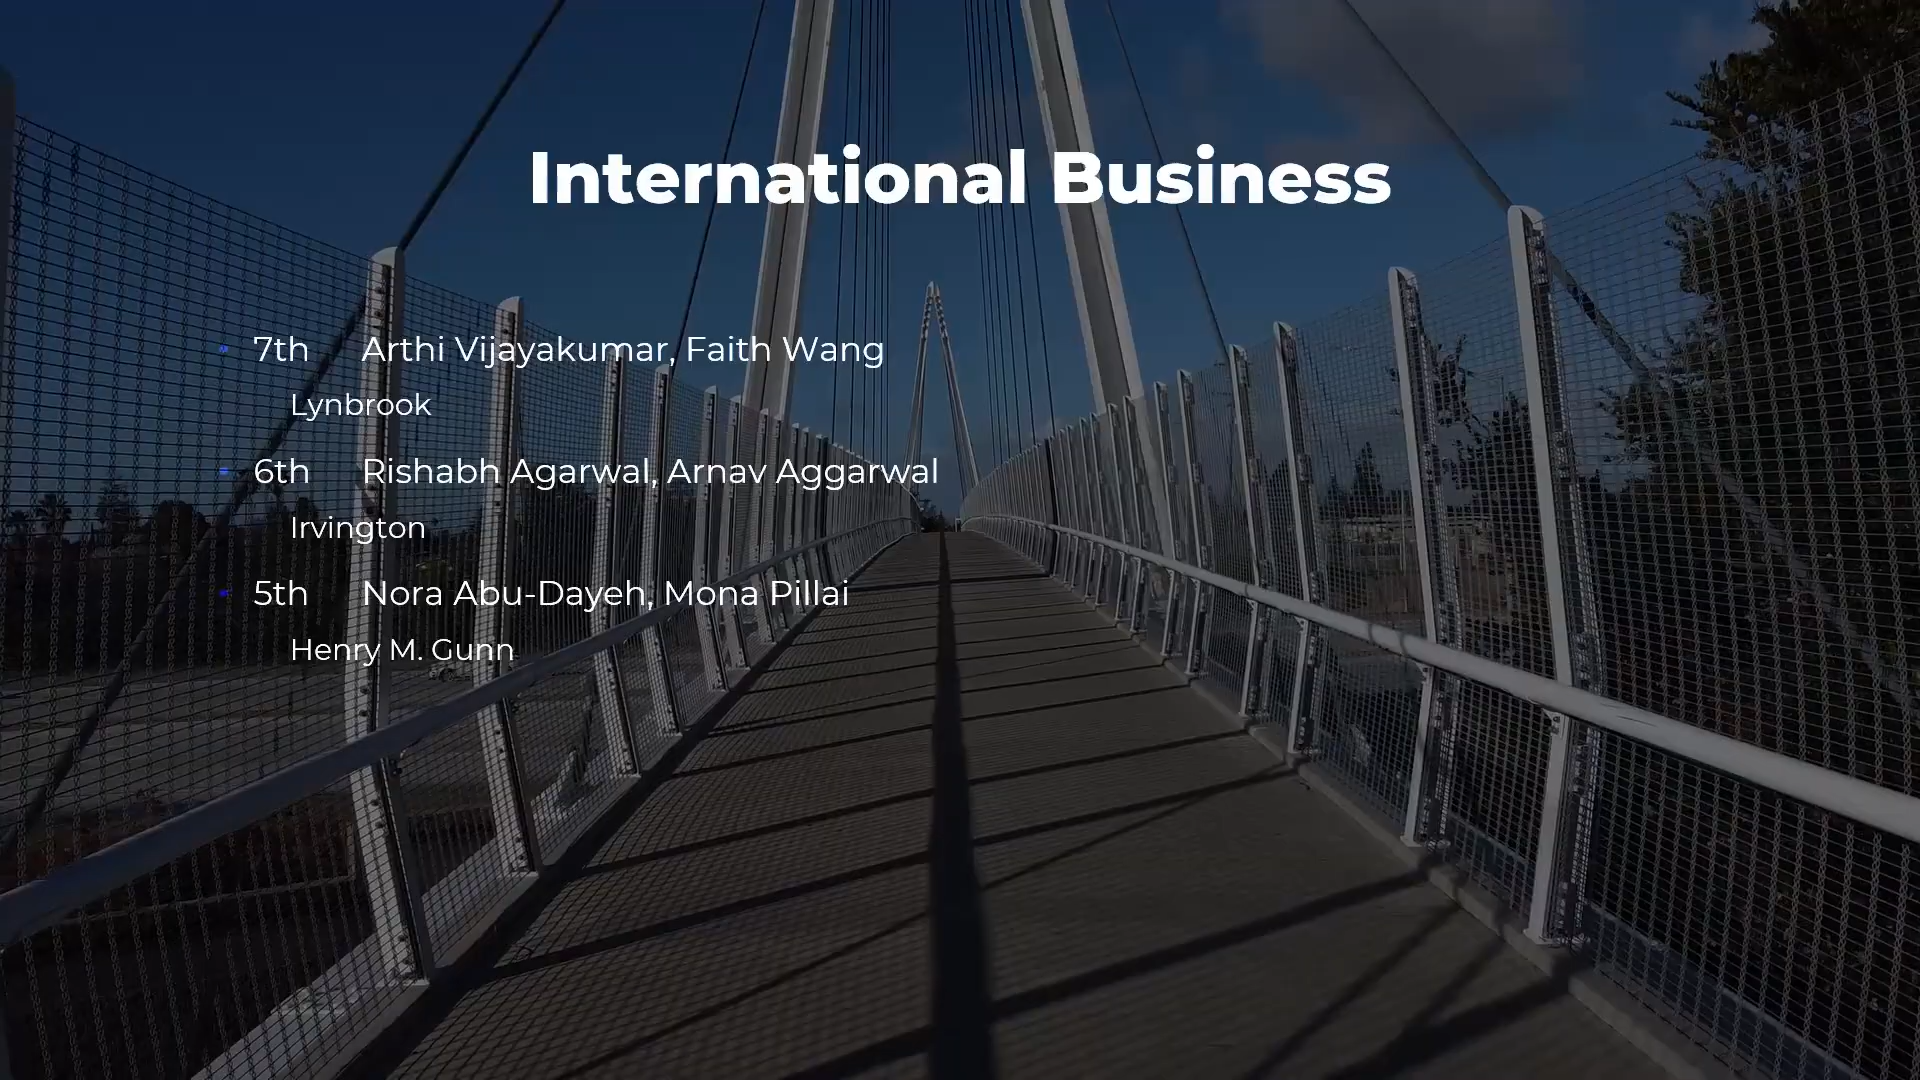 International Business
7th Arthi Vijayakumar, Faith Wang
Lynbrook
6th Rishabh Agarwal, Arnav Aggarwal
Irvington
5th Nora Abu-Dayeh, Mona Pillai
Henry M. Gunn